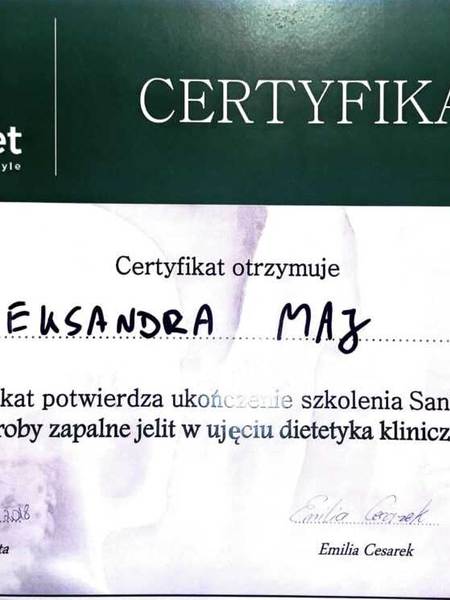 CERTYFIKA
et
yle
Certyfikat otrzymuje
EKSANDRA MAJ
kat potwierdza ukończenie szkolenia San
roby zapalne jelit w ujęciu dietetyka klinicz
.2018
Emilia Cesarek
ta
Emilia Cesarek